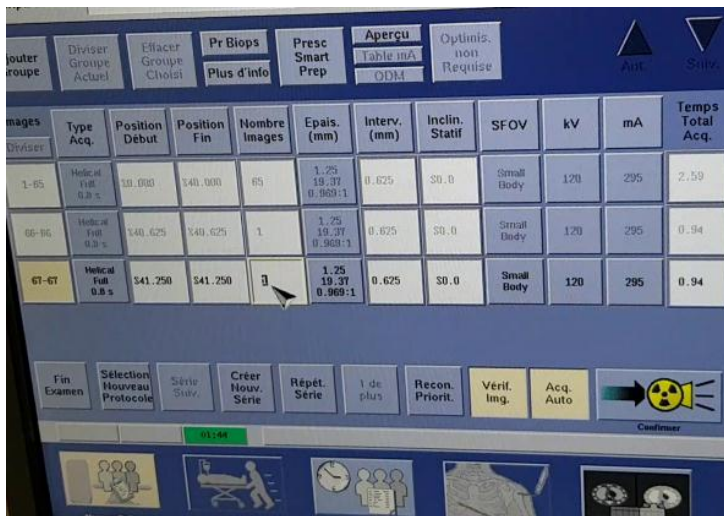 jouter
roupe
Diviser
Groupe
Actuel
Effacer
Groupe
Choisi
Pr Biops
Plus d'info
Presc
Smart
Prep
Aperçu
Table mA
ODM
Optimis.
non
Requise
Ant.
Suiv.
mages
Diviser
Type
Acq.
Position
Début
Position
Fin
Nombre
Images
Epais.
(mm)
Interv.
(mm)
Inclin.
Statif
SFOV
kV
mA
Temps
Total
Acq.
1-65
Helical
Full
0.8 s
S0.000
S40.000
65
1.25
19.37
0.969:1
0.625
S0.0
Small
Body
120
295
2.59
66-66
Helical
Full
0.8 s
S40.625
S40.625
1
1.25
19.37
0.969:1
0.625
S0.0
Small
Body
120
295
0.94
67-67
Helical
Full
0.8 s
S41.250
S41.250
1.25
19.37
0.969:1
0.625
S0.0
Small
Body
120
295
0.94
Fin
Examen
Sélection
Nouveau
Protocole
Série
Suiv.
Créer
Nouv.
Série
Répét.
Série
1 de
plus
Recon.
Priorit.
Vérif.
Img.
Acq.
Auto
Confirmer
01:44